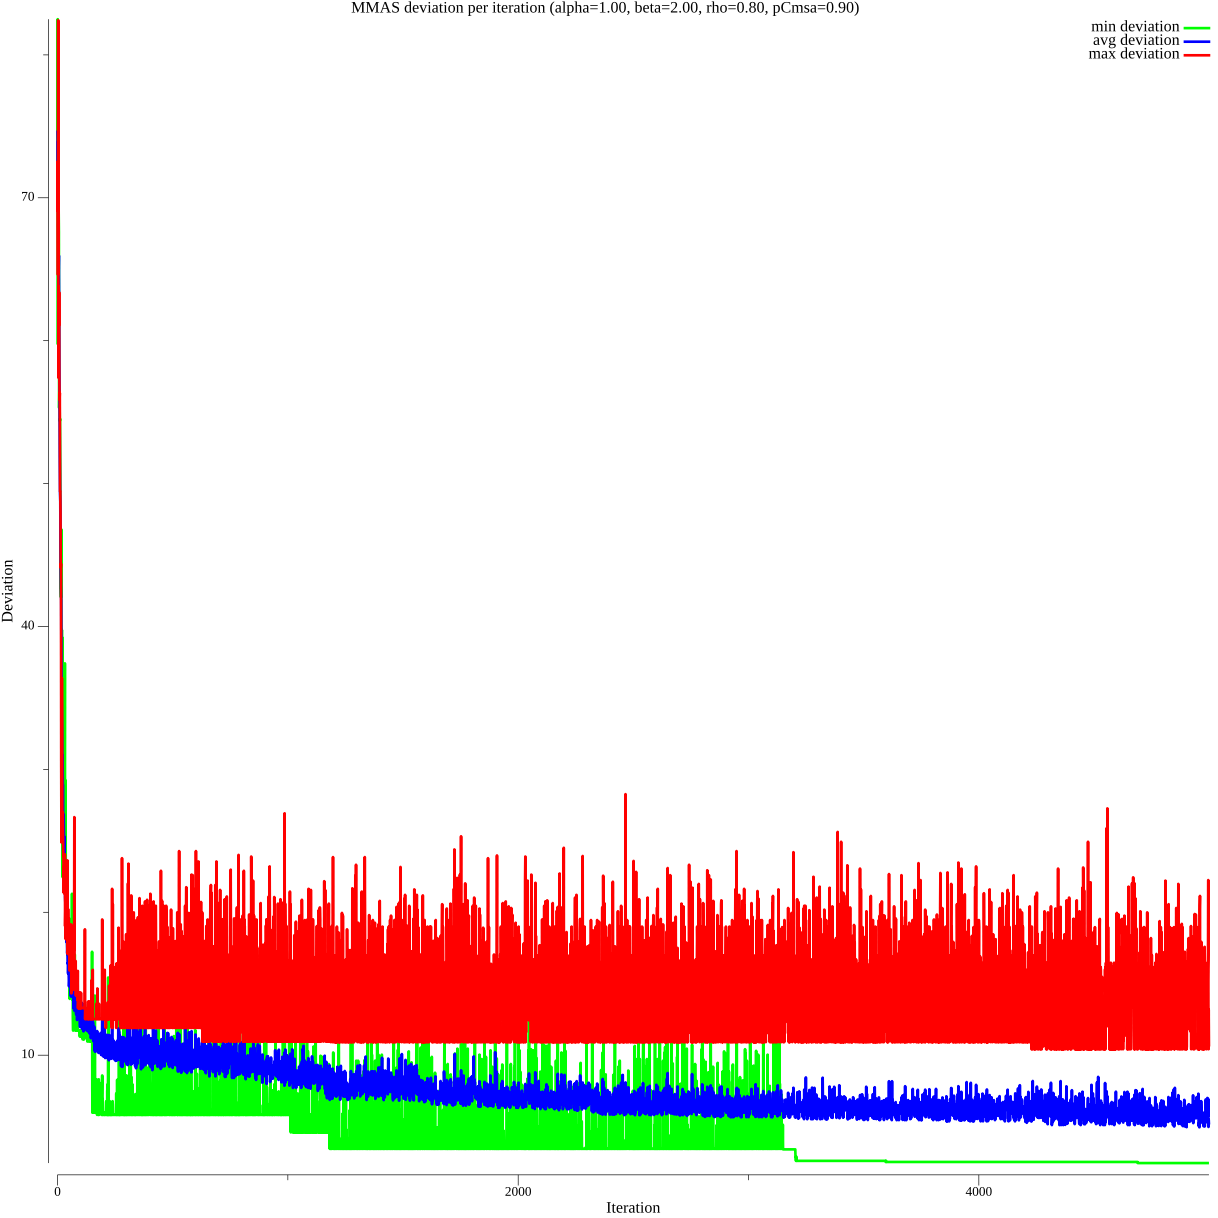 MMAS deviation per iteration (alpha=1.00, beta=2.00, rho=0.80, pCmsa=0.90)
min deviation
avg deviation
max deviation
70
40
10
Deviation
0
2000
4000
Iteration